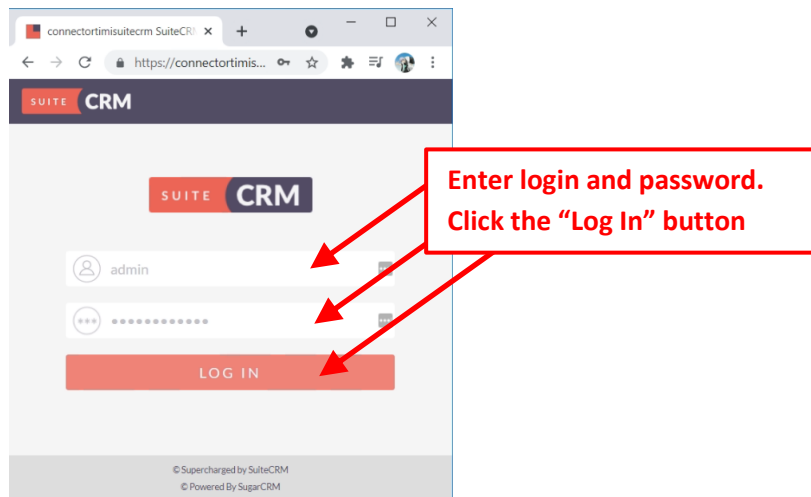 connectortimisuitecrm SuiteCR
https://connectortimis...
SUITE CRM
SUITE CRM
Enter login and password.
Click the “Log In” button
admin
••••••••••••
LOG IN
© Supercharged by SuiteCRM
© Powered By SugarCRM